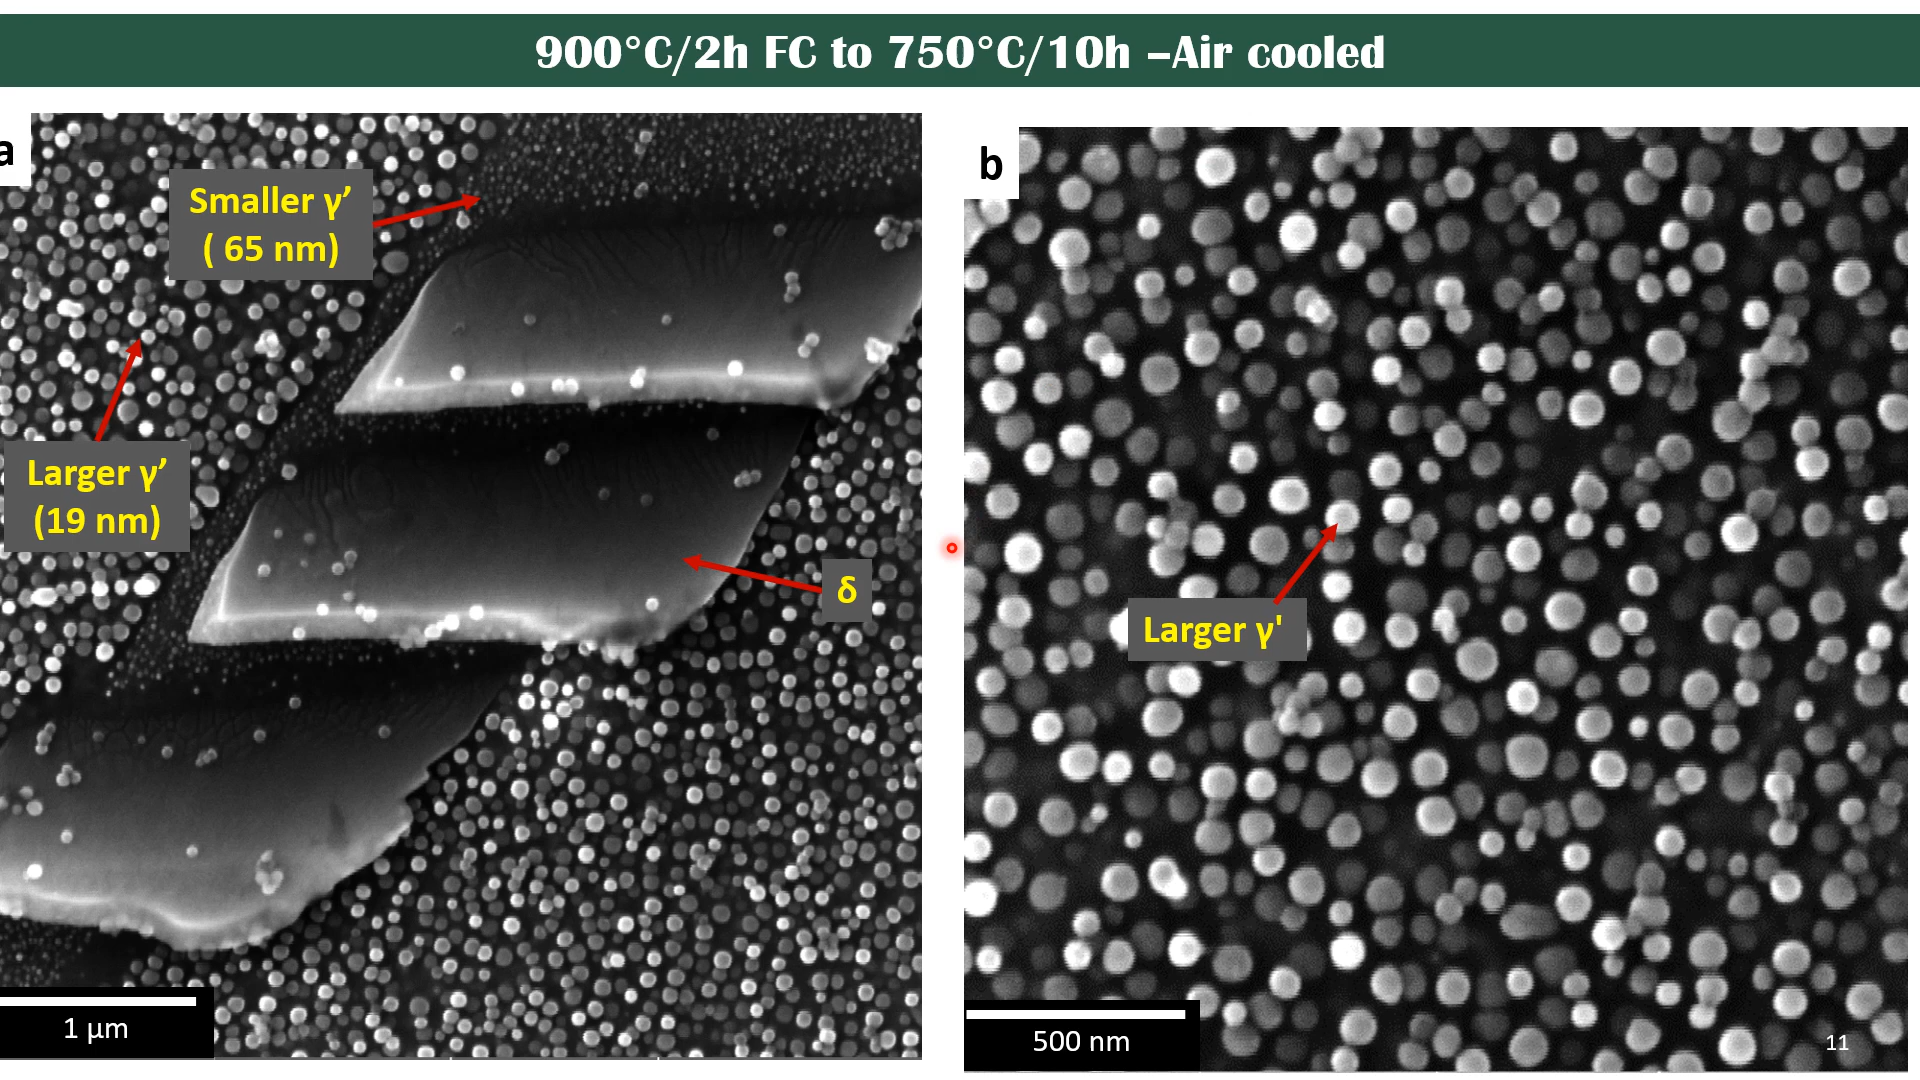 900°C/2h FC to 750°C/10h –Air cooled
a
Smaller γ’
( 65 nm)
Larger γ’
(19 nm)
δ
1 µm
b
Larger γ'
500 nm
11